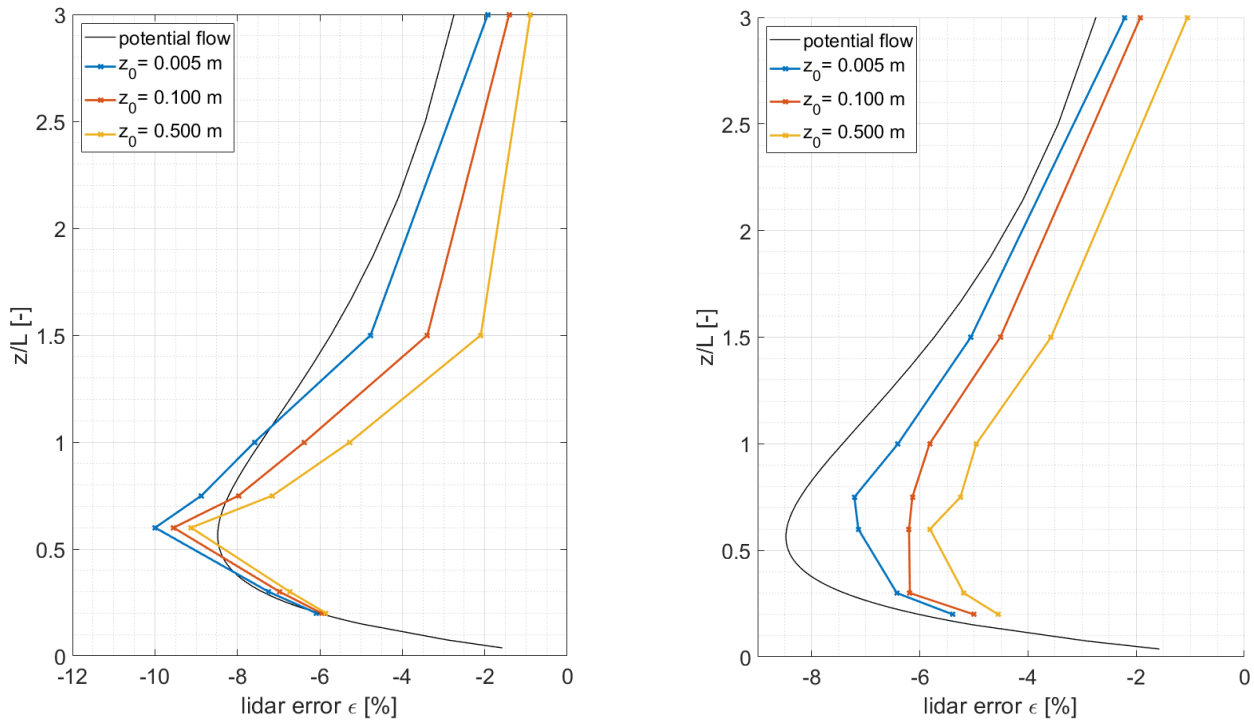 potential flow
z0= 0.005 m
z0= 0.100 m
z0= 0.500 m
3
2.5
2
1.5
1
0.5
0
z/L [-]
-12
-10
-8
-6
-4
-2
0
lidar error ϵ [%]
potential flow
z0= 0.005 m
z0= 0.100 m
z0= 0.500 m
3
2.5
2
1.5
1
0.5
0
z/L [-]
-8
-6
-4
-2
0
lidar error ϵ [%]